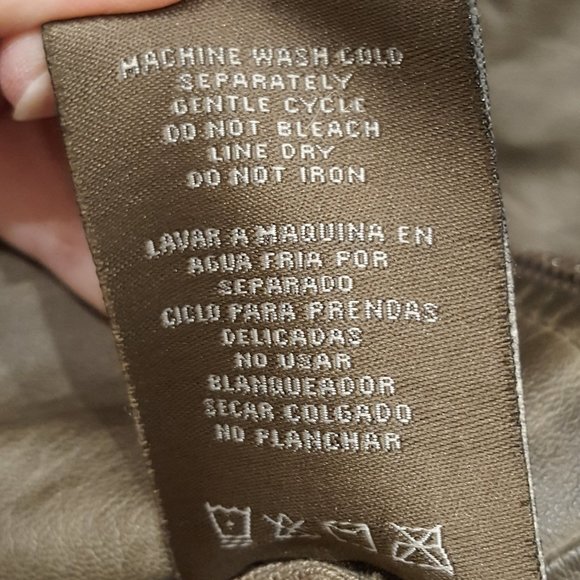 MACHINE WASH COLD
SEPARATELY
GENTLE CYCLE
DO NOT BLEACH
LINE DRY
DO NOT IRON
LAVAR A MAQUINA EN
AGUA FRIA POR
SEPARADO
CICLO PARA PRENDAS
DELICADAS
NO USAR
BLANQUEADOR
SECAR COLGADO
NO PLANCHAR